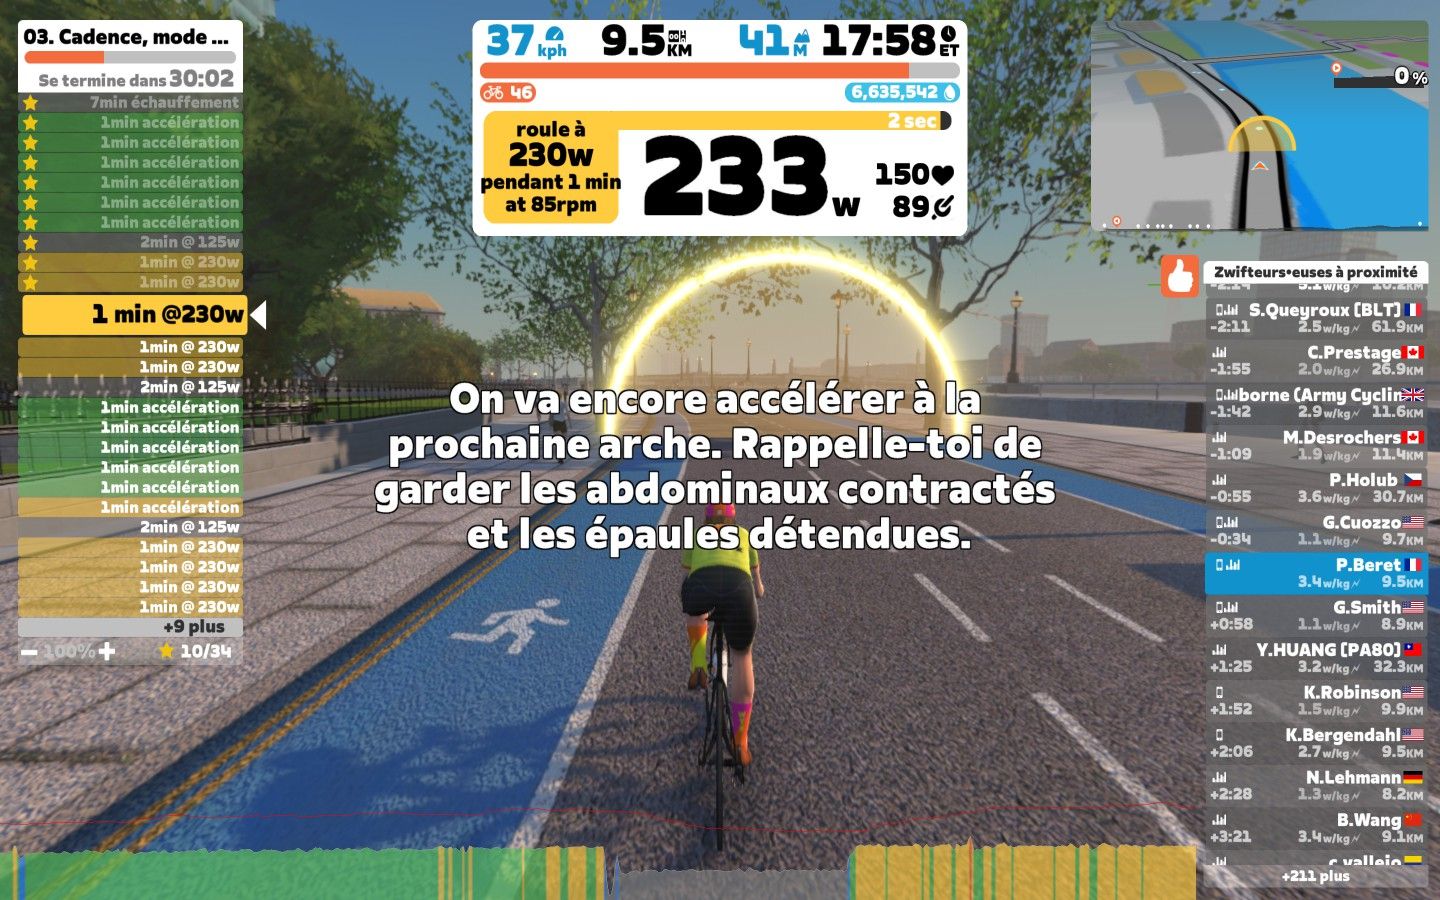 03. Cadence, mode ...
Se termine dans 30:02
7min échauffement
1min accélération
1min accélération
1min accélération
1min accélération
1min accélération
1min accélération
2min @ 125w
1min @ 230w
1min @ 230w
1 min @230w
1min @ 230w
1min @ 230w
2min @ 125w
1min accélération
1min accélération
1min accélération
1min accélération
1min accélération
1min accélération
2min @ 125w
1min @ 230w
1min @ 230w
1min @ 230w
1min @ 230w
+9 plus
100%
10/34
37 kph 9.5 KM 41 M 17:58 ET
46 6,635,542
2 sec
roule à
230w
pendant 1 min
at 85rpm
233 w
150
89
On va encore accélérer à la
prochaine arche. Rappelle-toi de
garder les abdominaux contractés
et les épaules détendues.
0 %
Zwifteurs•euses à proximité
-2:14 3.1w/kg 10.2KM
S.Queyroux (BLT)
-2:11 2.5w/kg 61.9KM
C.Prestage
-1:55 2.0w/kg 26.9KM
borne (Army Cyclin
-1:42 2.9w/kg 11.6KM
M.Desrochers
-1:09 1.9w/kg 11.4KM
P.Holub
-0:55 3.6w/kg 30.7KM
G.Cuozzo
-0:34 1.1w/kg 9.7KM
P.Beret
3.4w/kg 9.5KM
G.Smith
+0:58 1.1w/kg 8.9KM
Y.HUANG (PA80)
+1:25 3.2w/kg 32.3KM
K.Robinson
+1:52 1.5w/kg 9.9KM
K.Bergendahl
+2:06 2.7w/kg 9.5KM
N.Lehmann
+2:28 1.3w/kg 8.2KM
B.Wang
+3:21 3.4w/kg 9.1KM
c.vallejo
+211 plus